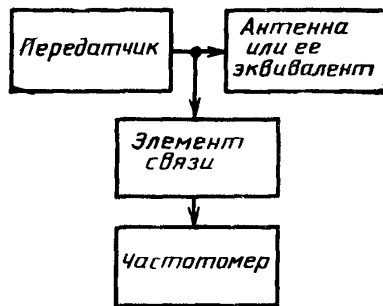 Передатчик
Антенна
или ее
эквивалент
Элемент
связи
Частотомер